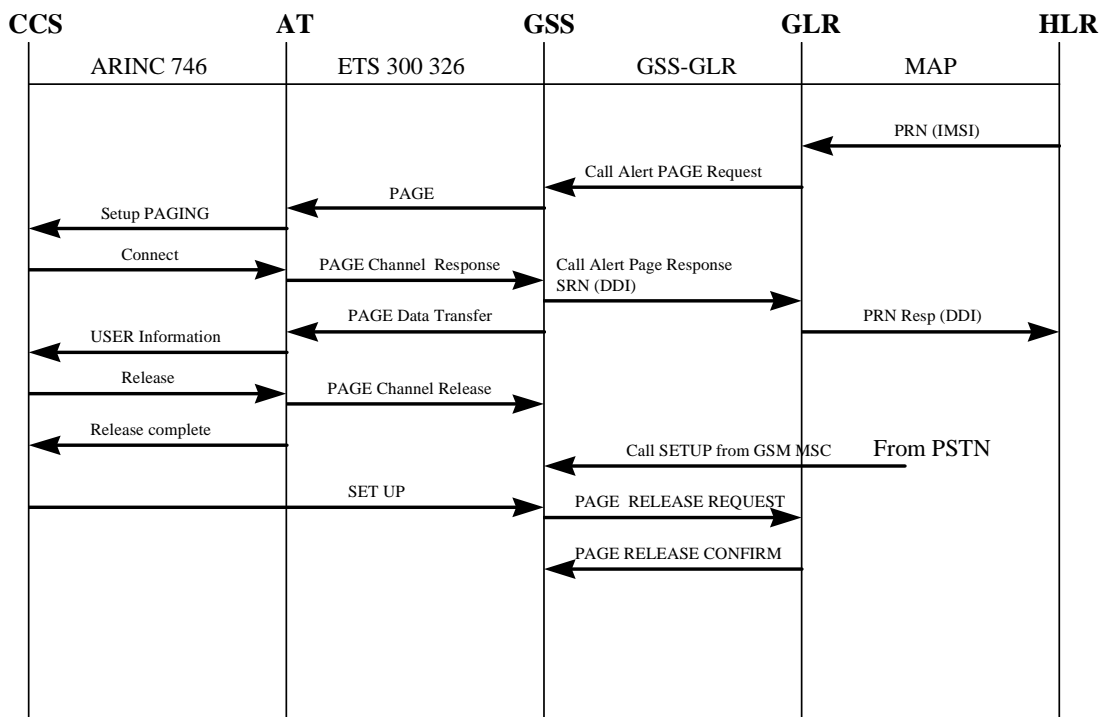 CCS AT GSS GLR HLR
ARINC 746 ETS 300 326 GSS-GLR MAP
PRN (IMSI)
Call Alert PAGE Request
PAGE
Setup PAGING
Connect
PAGE Channel Response
Call Alert Page Response
SRN (DDI)
PAGE Data Transfer
PRN Resp (DDI)
USER Information
Release
PAGE Channel Release
Release complete
Call SETUP from GSM MSC From PSTN
SET UP
PAGE RELEASE REQUEST
PAGE RELEASE CONFIRM